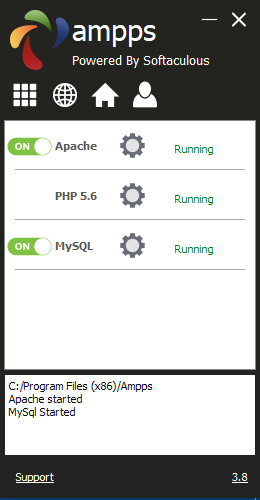 ampps
Powered By Softaculous
ON Apache Running
PHP 5.6 Running
ON MySQL Running
C:/Program Files (x86)/Ampps
Apache started
MySql Started
Support 3.8